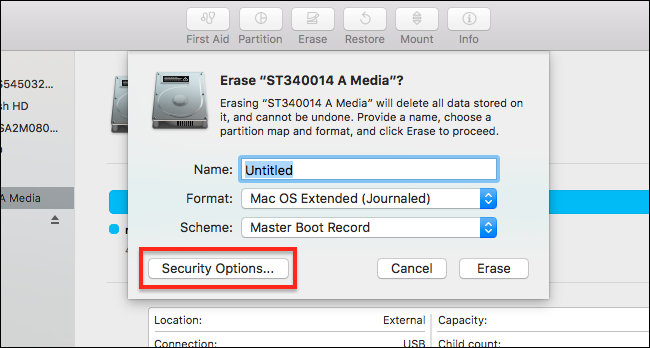 First Aid Partition Erase Restore Mount Info
S545032...
sh HD
SA2M080...
A Media
Erase “ST340014 A Media”?
Erasing “ST340014 A Media” will delete all data stored on
it, and cannot be undone. Provide a name, choose a
partition map and format, and click Erase to proceed.
Name: Untitled
Format: Mac OS Extended (Journaled)
Scheme: Master Boot Record
Security Options... Cancel Erase
Location: External Capacity:
Connection: USB Child count: